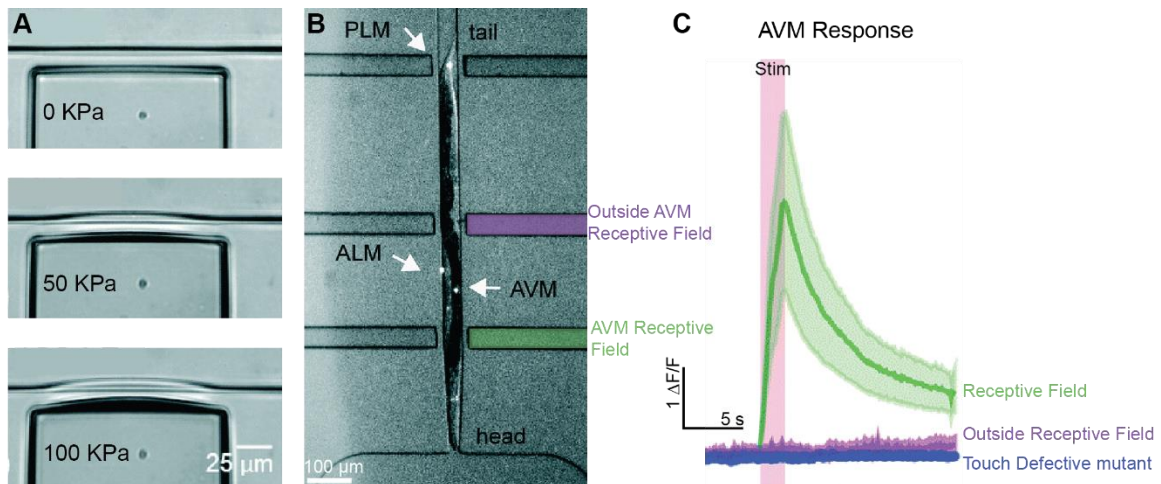 A
0 KPa
50 KPa
100 KPa
25 µm
B
PLM
tail
Outside AVM
Receptive Field
ALM
AVM
AVM Receptive
Field
head
100 µm
C
AVM Response
Stim
1 ΔF/F
5 s
Receptive Field
Outside Receptive Field
Touch Defective mutant